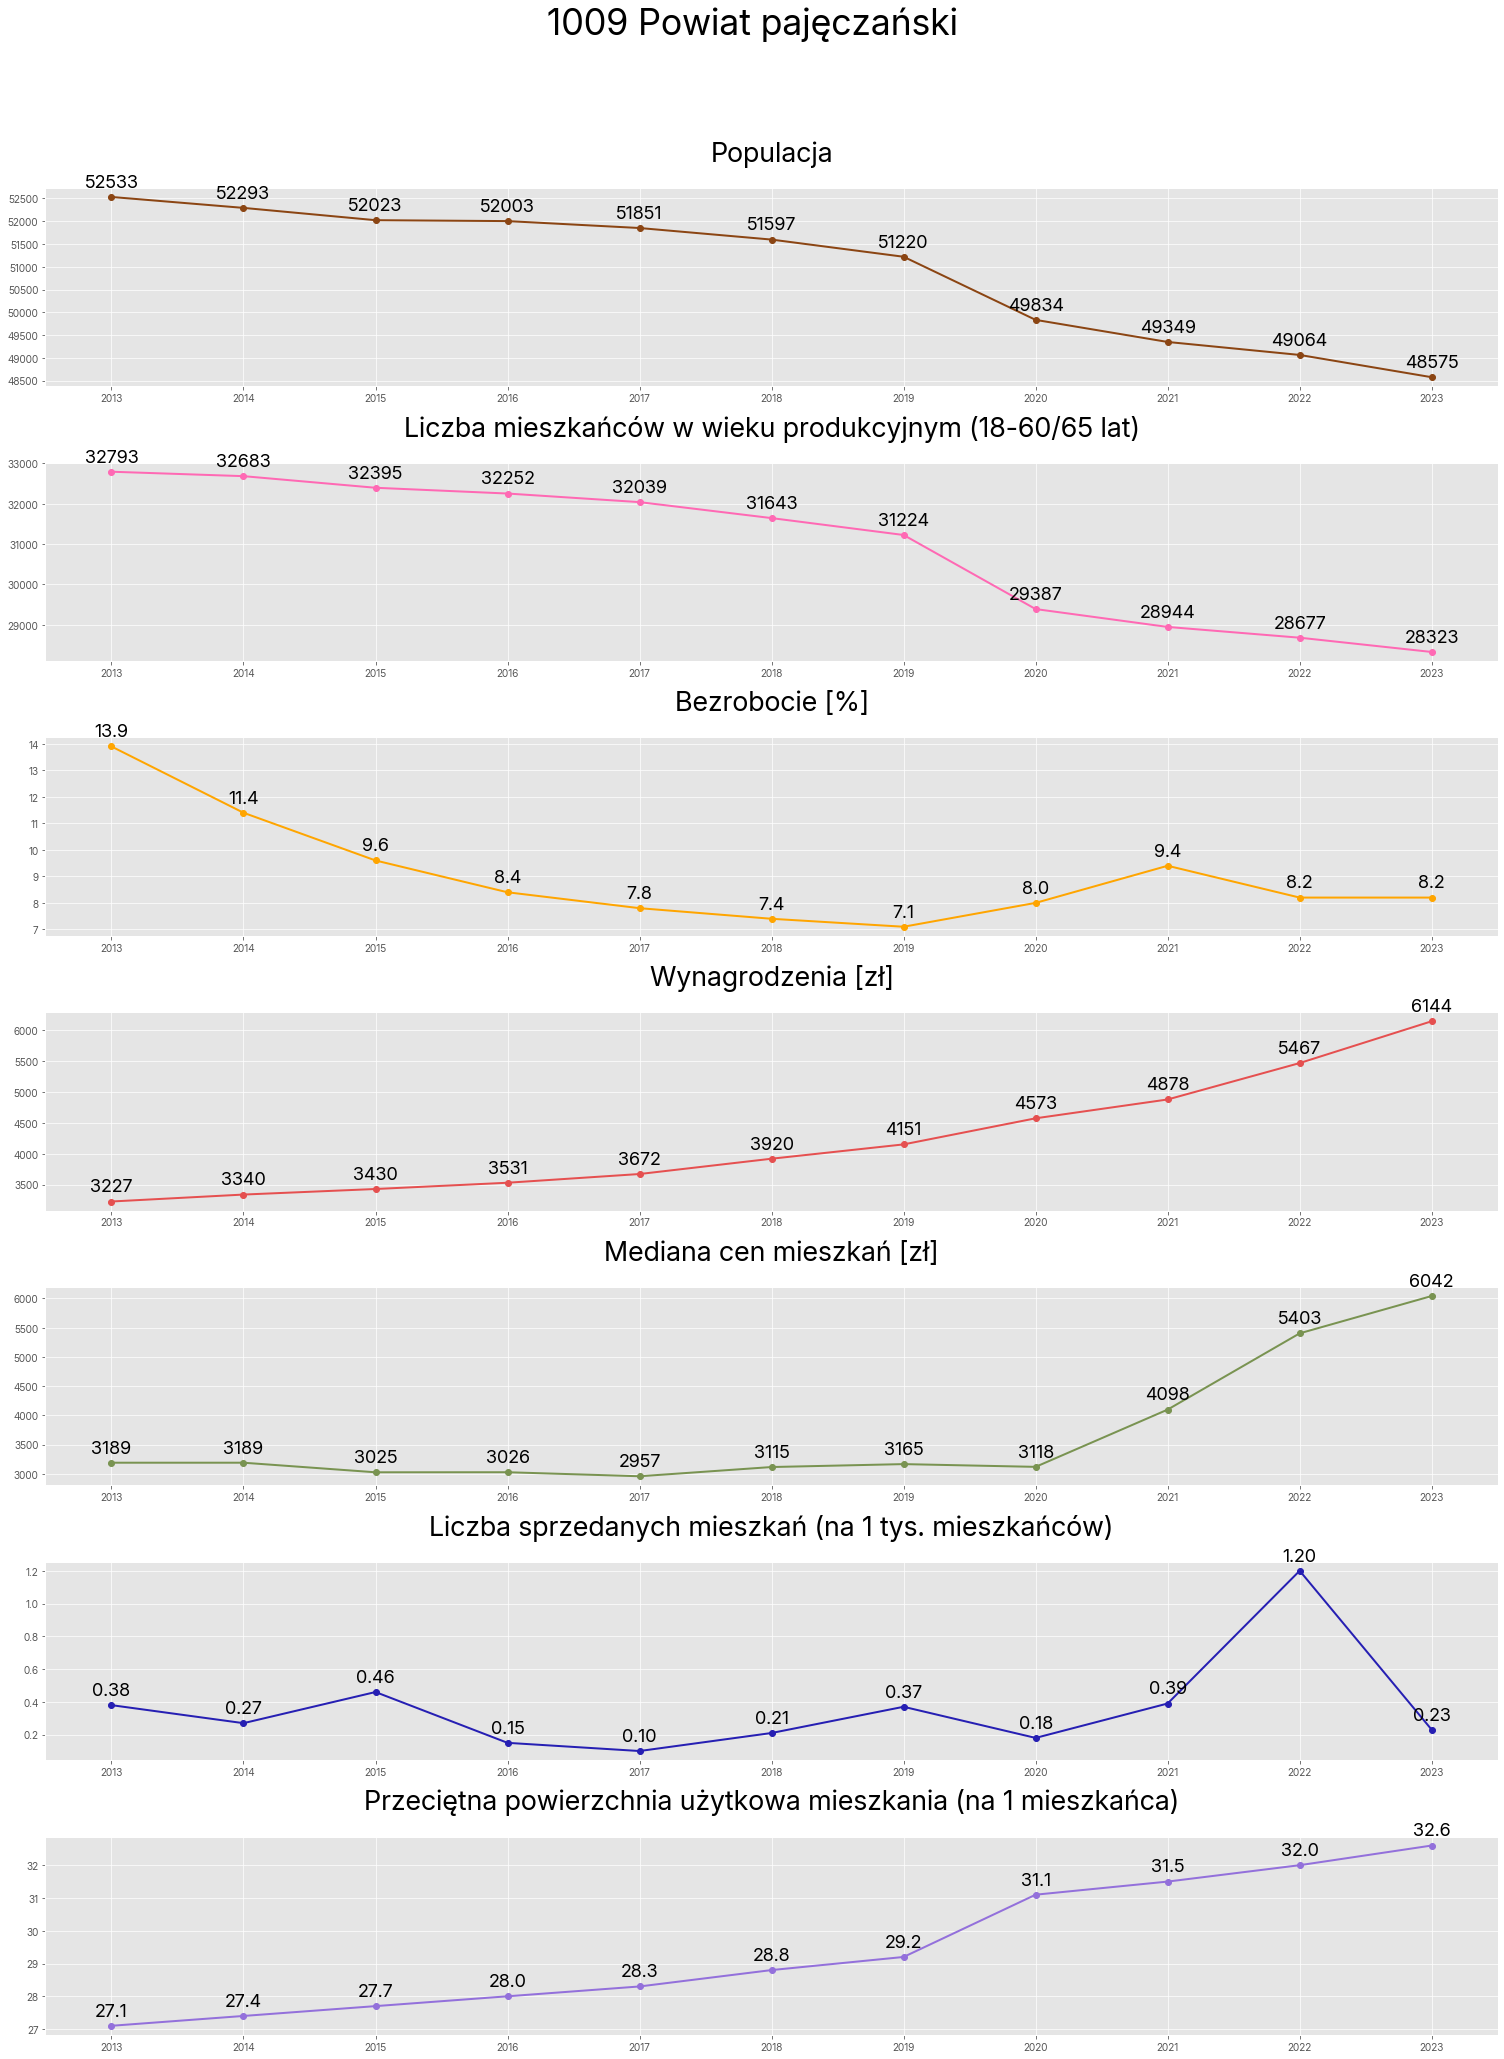 1009 Powiat pajęczański
Populacja
52533 52293 52023 52003 51851 51597 51220 49834 49349 49064 48575
52500
52000
51500
51000
50500
50000
49500
49000
48500
2013 2014 2015 2016 2017 2018 2019 2020 2021 2022 2023
Liczba mieszkańców w wieku produkcyjnym (18-60/65 lat)
32793 32683 32395 32252 32039 31643 31224 29387 28944 28677 28323
33000
32000
31000
30000
29000
2013 2014 2015 2016 2017 2018 2019 2020 2021 2022 2023
Bezrobocie [%]
13.9 11.4 9.6 8.4 7.8 7.4 7.1 8.0 9.4 8.2 8.2
14
13
12
11
10
9
8
7
2013 2014 2015 2016 2017 2018 2019 2020 2021 2022 2023
Wynagrodzenia [zł]
3227 3340 3430 3531 3672 3920 4151 4573 4878 5467 6144
6000
5500
5000
4500
4000
3500
2013 2014 2015 2016 2017 2018 2019 2020 2021 2022 2023
Mediana cen mieszkań [zł]
3189 3189 3025 3026 2957 3115 3165 3118 4098 5403 6042
6000
5500
5000
4500
4000
3500
3000
2013 2014 2015 2016 2017 2018 2019 2020 2021 2022 2023
Liczba sprzedanych mieszkań (na 1 tys. mieszkańców)
0.38 0.27 0.46 0.15 0.10 0.21 0.37 0.18 0.39 1.20 0.23
1.2
1.0
0.8
0.6
0.4
0.2
2013 2014 2015 2016 2017 2018 2019 2020 2021 2022 2023
Przeciętna powierzchnia użytkowa mieszkania (na 1 mieszkańca)
27.1 27.4 27.7 28.0 28.3 28.8 29.2 31.1 31.5 32.0 32.6
32
31
30
29
28
27
2013 2014 2015 2016 2017 2018 2019 2020 2021 2022 2023